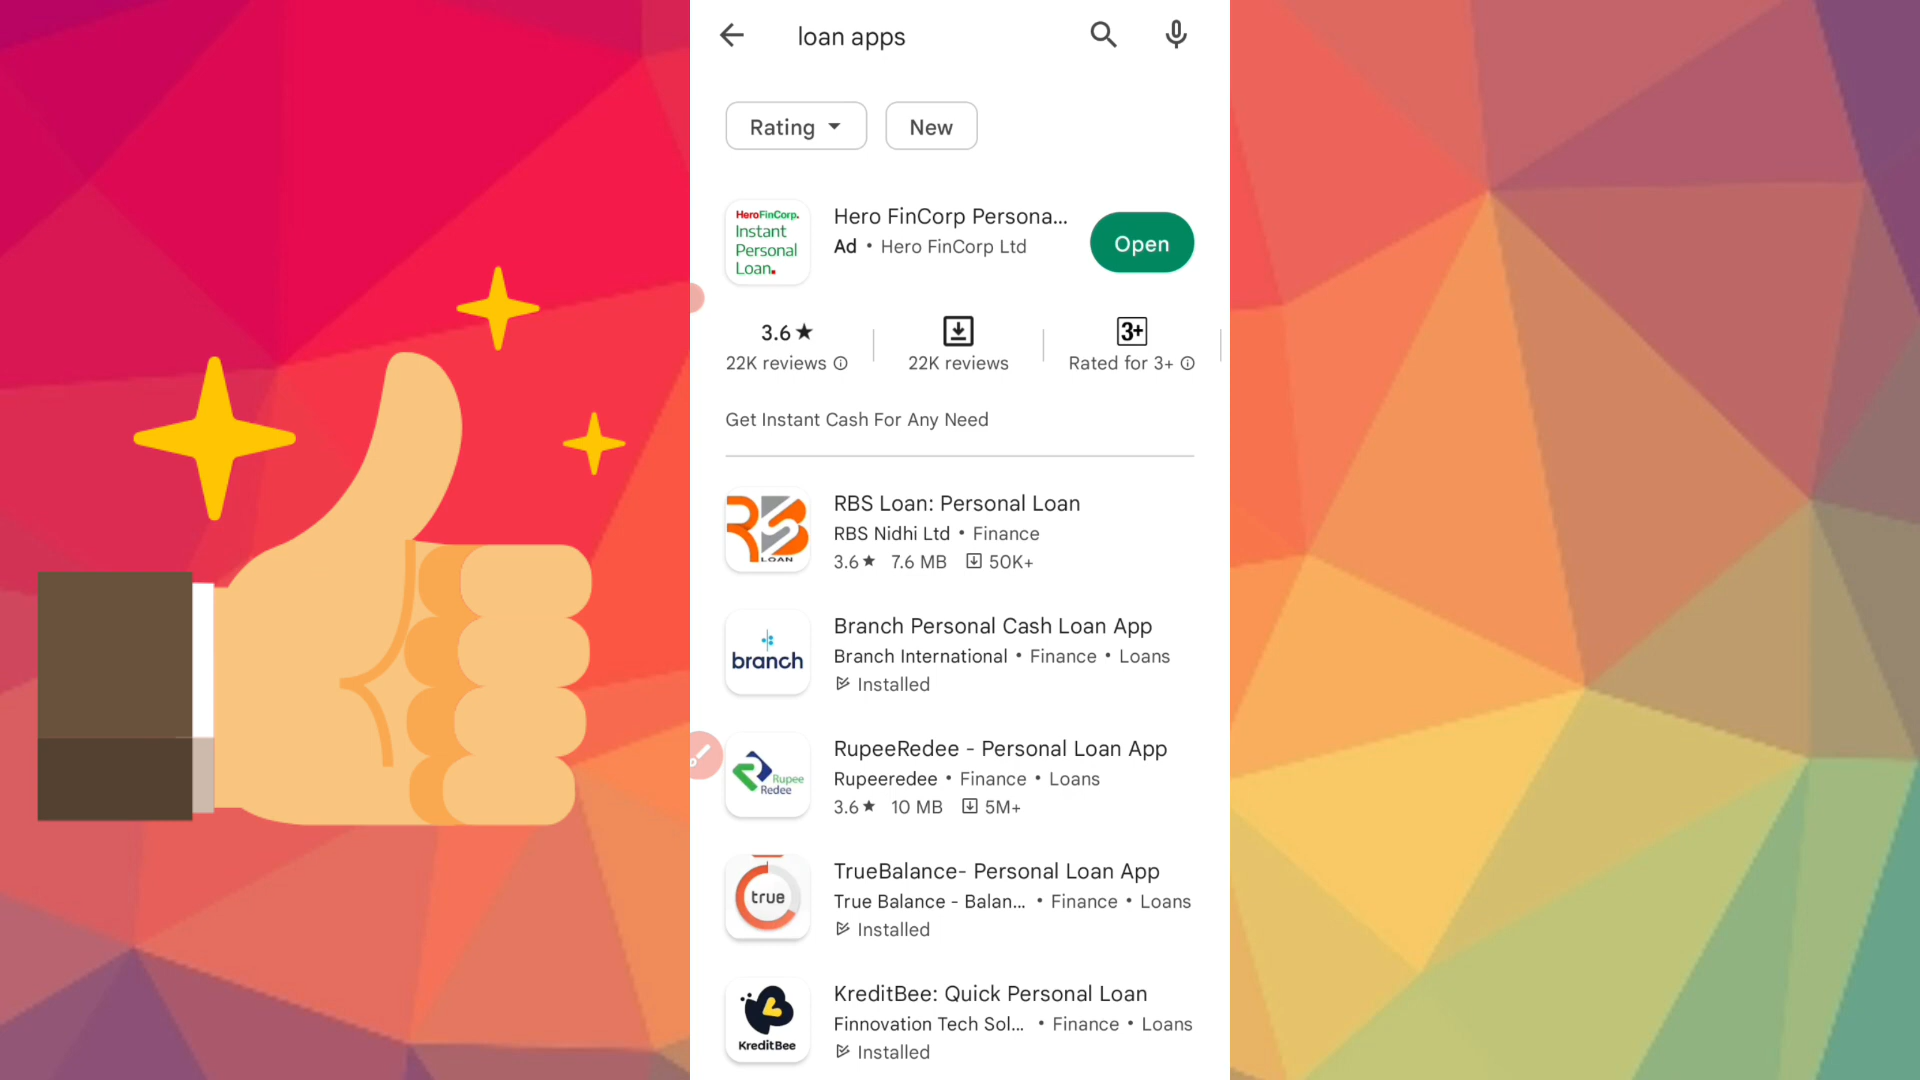 loan apps
Rating
New
HeroFinCorp.
Instant
Personal
Loan.
Hero FinCorp Persona...
Ad • Hero FinCorp Ltd
Open
3.6★
22K reviews
22K reviews
3+
Rated for 3+
Get Instant Cash For Any Need
RBS
LOAN
RBS Loan: Personal Loan
RBS Nidhi Ltd • Finance
3.6★ 7.6 MB 50K+
branch
Branch Personal Cash Loan App
Branch International • Finance • Loans
Installed
Rupee
Redee
RupeeRedee - Personal Loan App
Rupeeredee • Finance • Loans
3.6★ 10 MB 5M+
true
TrueBalance- Personal Loan App
True Balance - Balan... • Finance • Loans
Installed
KreditBee
KreditBee: Quick Personal Loan
Finnovation Tech Sol... • Finance • Loans
Installed